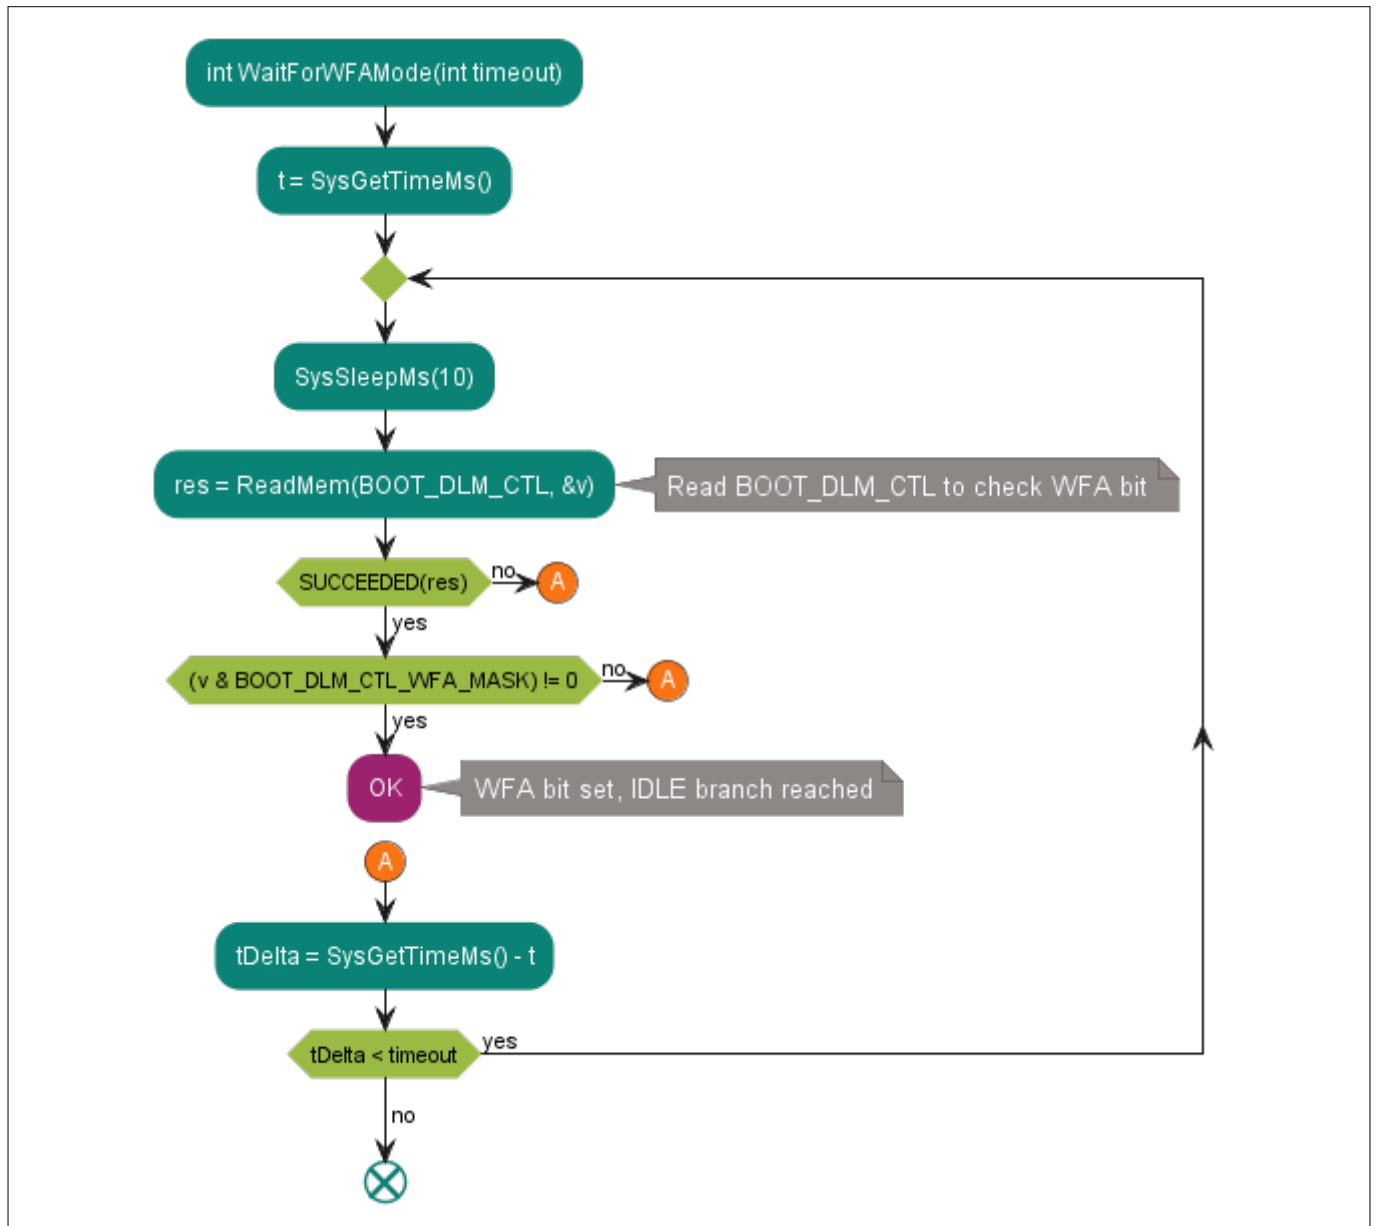 int WaitForWFAMode(int timeout)
t = SysGetTimeMs()
SysSleepMs(10)
res = ReadMem(BOOT_DLM_CTL, &v)
Read BOOT_DLM_CTL to check WFA bit
SUCCEEDED(res)
no
A
yes
(v & BOOT_DLM_CTL_WFA_MASK) != 0
no
A
yes
OK
WFA bit set, IDLE branch reached
A
tDelta = SysGetTimeMs() - t
tDelta < timeout
yes
no